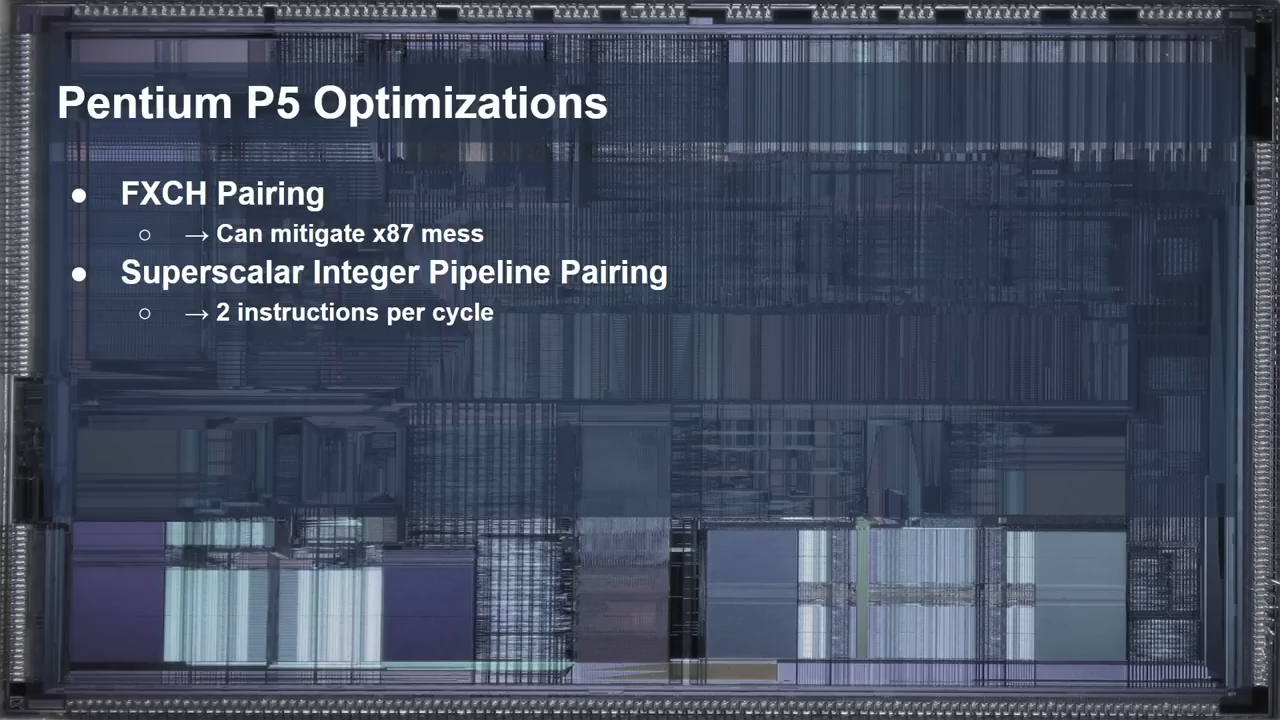 Pentium P5 Optimizations
● FXCH Pairing
○ → Can mitigate x87 mess
● Superscalar Integer Pipeline Pairing
○ → 2 instructions per cycle